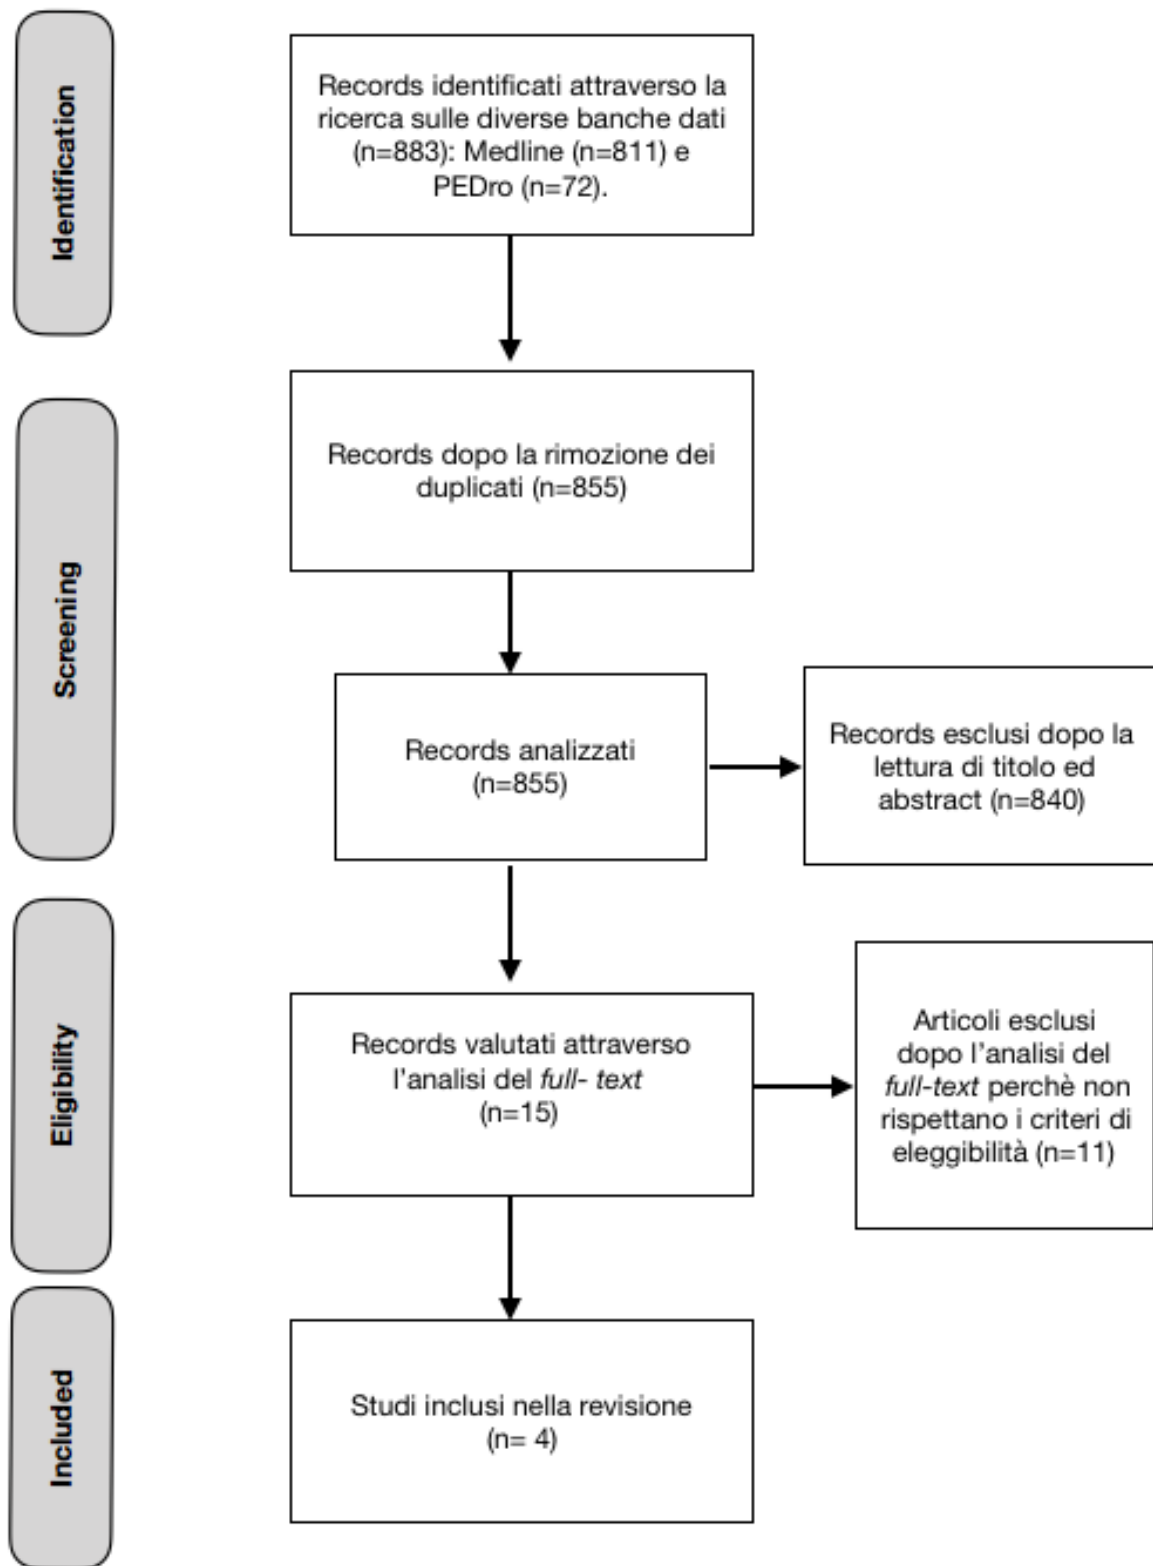 Identification
Records identificati attraverso la
ricerca sulle diverse banche dati
(n=883): Medline (n=811) e
PEDro (n=72).
Screening
Records dopo la rimozione dei
duplicati (n=855)
Records analizzati
(n=855)
Records esclusi dopo la
lettura di titolo ed
abstract (n=840)
Eligibility
Records valutati attraverso
l'analisi del full- text
(n=15)
Articoli esclusi
dopo l'analisi del
full-text perchè non
rispettano i criteri di
eleggibilità (n=11)
Included
Studi inclusi nella revisione
(n= 4)